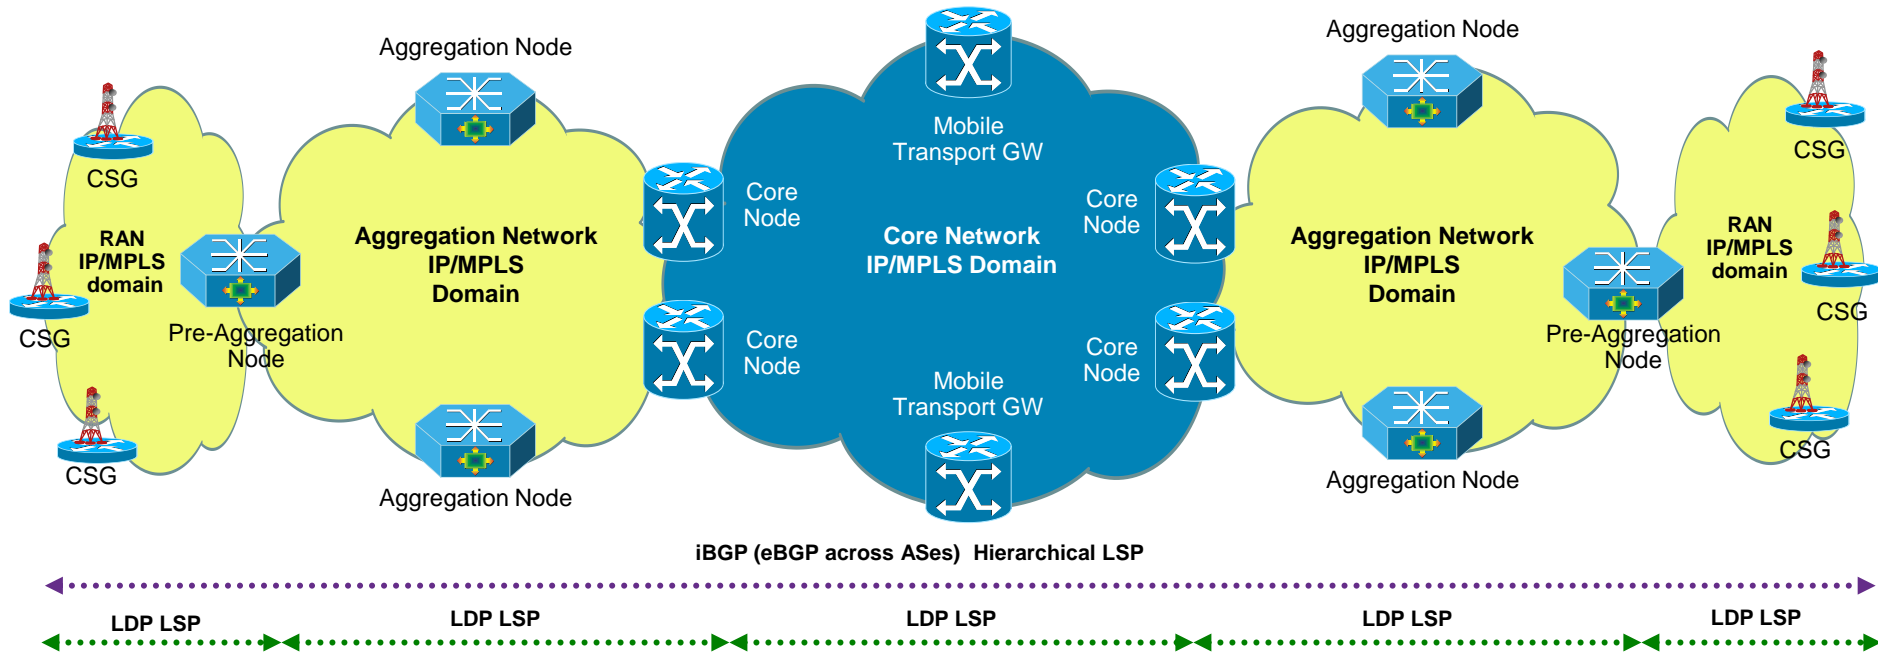 Aggregation Node
Aggregation Node
Mobile
Transport GW
CSG
CSG
Core
Node
Core
Node
RAN
IP/MPLS
domain
Aggregation Network
IP/MPLS
Domain
Core Network
IP/MPLS Domain
Aggregation Network
IP/MPLS
Domain
RAN
IP/MPLS
domain
CSG
Pre-Aggregation
Node
Core
Node
Core
Node
Pre-Aggregation
Node
CSG
Mobile
Transport GW
CSG
Aggregation Node
Aggregation Node
CSG
iBGP (eBGP across ASes)  Hierarchical LSP
LDP LSP
LDP LSP
LDP LSP
LDP LSP
LDP LSP